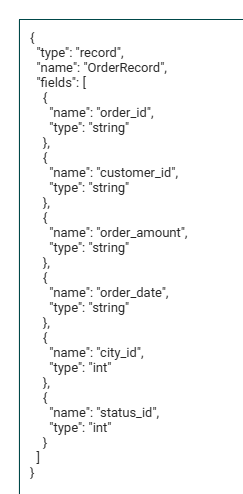 {
"type": "record",
"name": "OrderRecord",
"fields": [
{
"name": "order_id",
"type": "string"
},
{
"name": "customer_id",
"type": "string"
},
{
"name": "order_amount",
"type": "string"
},
{
"name": "order_date",
"type": "string"
},
{
"name": "city_id",
"type": "int"
},
{
"name": "status_id",
"type": "int"
}
]
}